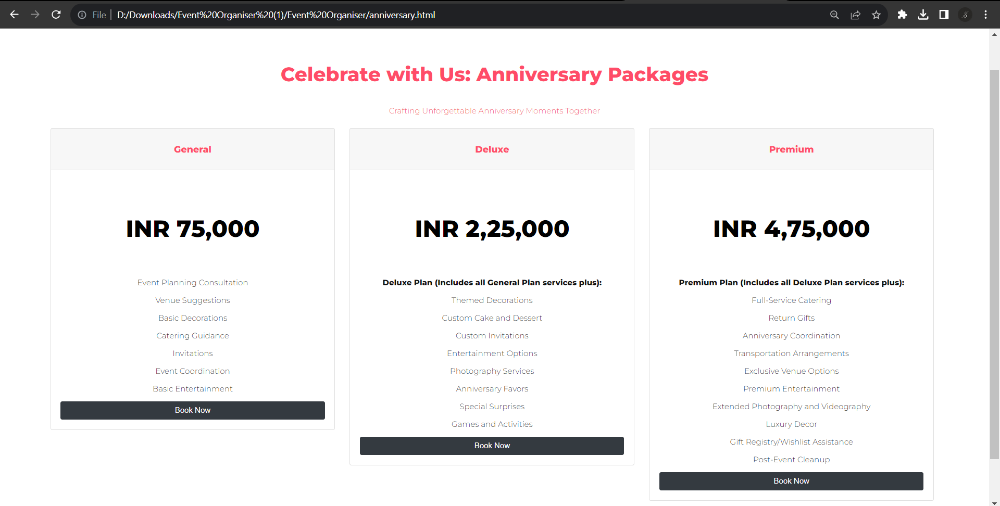 File
D:/Downloads/Event%20Organiser%20(1)/Event%20Organiser/anniversary.html
Celebrate with Us: Anniversary Packages
Crafting Unforgettable Anniversary Moments Together
General
INR 75,000
Event Planning Consultation
Venue Suggestions
Basic Decorations
Catering Guidance
Invitations
Event Coordination
Basic Entertainment
Book Now
Deluxe
INR 2,25,000
Deluxe Plan (Includes all General Plan services plus):
Themed Decorations
Custom Cake and Dessert
Custom Invitations
Entertainment Options
Photography Services
Anniversary Favors
Special Surprises
Games and Activities
Book Now
Premium
INR 4,75,000
Premium Plan (Includes all Deluxe Plan services plus):
Full-Service Catering
Return Gifts
Anniversary Coordination
Transportation Arrangements
Exclusive Venue Options
Premium Entertainment
Extended Photography and Videography
Luxury Decor
Gift Registry/Wishlist Assistance
Post-Event Cleanup
Book Now